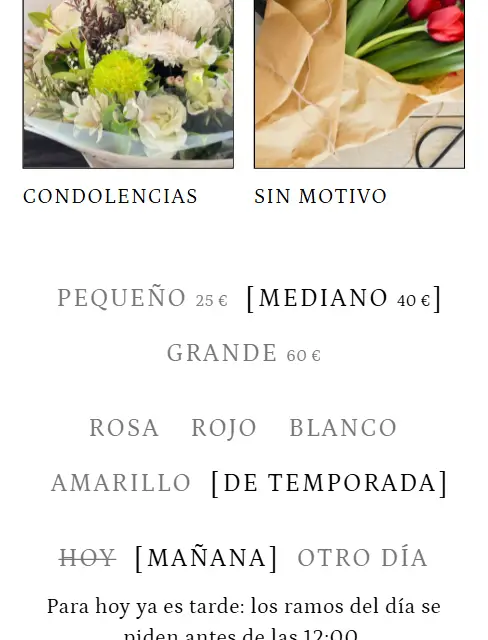 CONDOLENCIAS SIN MOTIVO
PEQUEÑO 25 € [MEDIANO 40 €]
GRANDE 60 €
ROSA ROJO BLANCO
AMARILLO [DE TEMPORADA]
HOY [MAÑANA] OTRO DÍA
Para hoy ya es tarde: los ramos del día se
piden antes de las 12:00